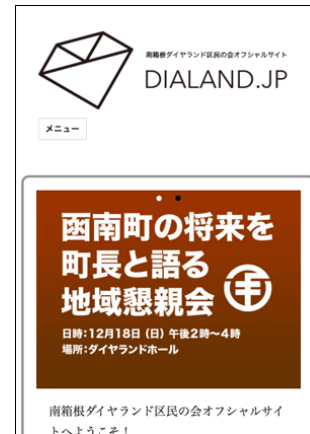 南箱根ダイヤランド区民の会オフシャルサイト
DIALAND.JP
メニュー
函南町の将来を
町長と語る
地域懇親会
日時:12月18日（日）午後2時〜4時
場所:ダイヤランドホール
南箱根ダイヤランド区民の会オフシャルサイ
トへようこそ！